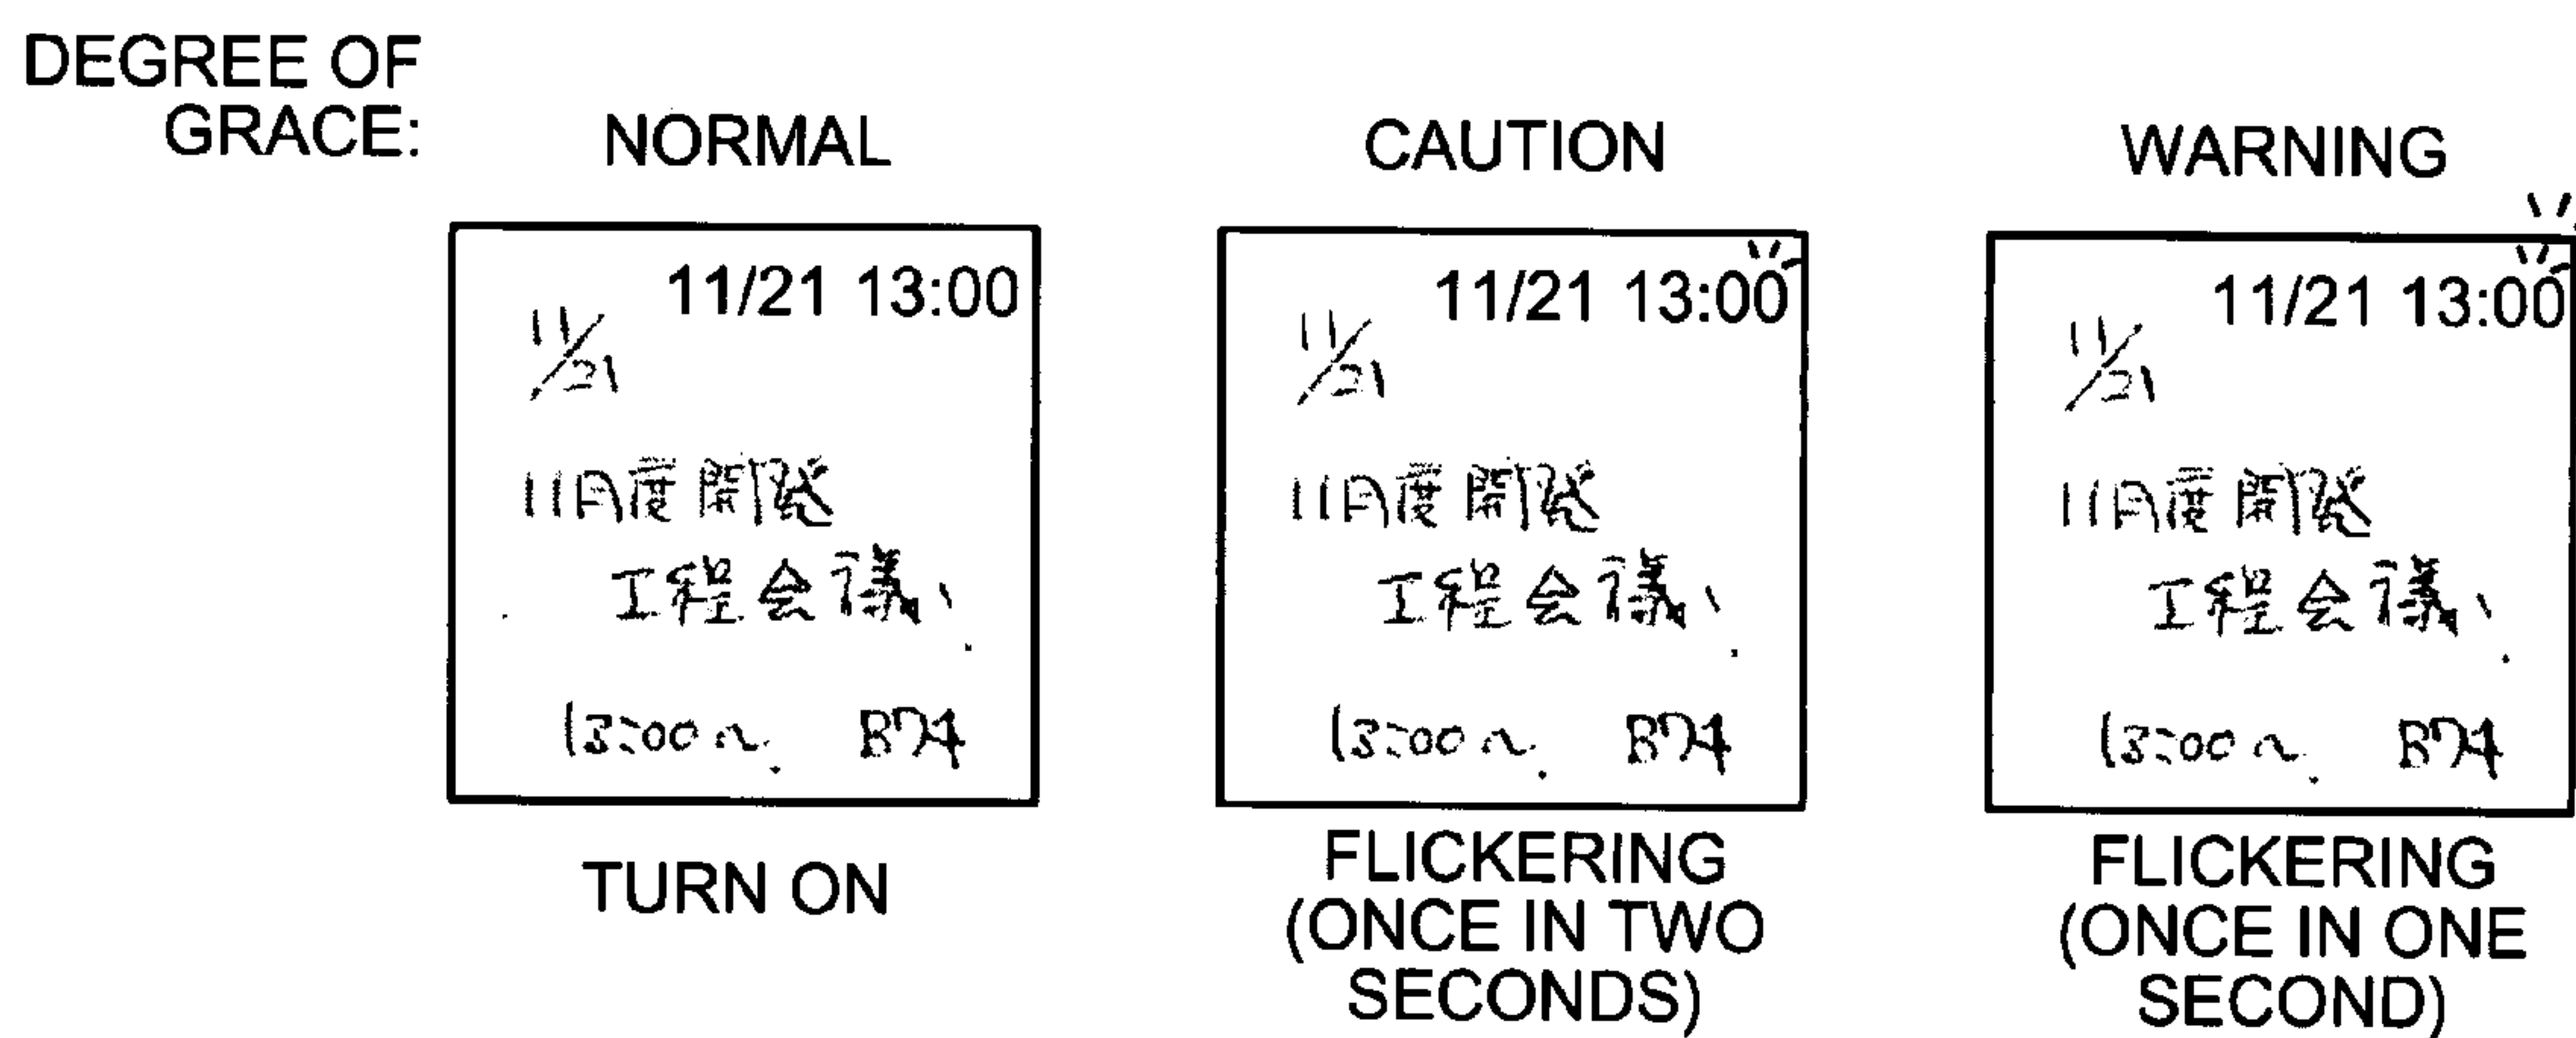 DEGREE OF
GRACE:
NORMAL
11/21 13:00
11/21
11月度開発
工程会議、
13:00〜 B74
TURN ON
CAUTION
11/21 13:00
11/21
11月度開発
工程会議、
13:00〜 B74
FLICKERING
(ONCE IN TWO
SECONDS)
WARNING
11/21 13:00
11/21
11月度開発
工程会議、
13:00〜 B74
FLICKERING
(ONCE IN ONE
SECOND)